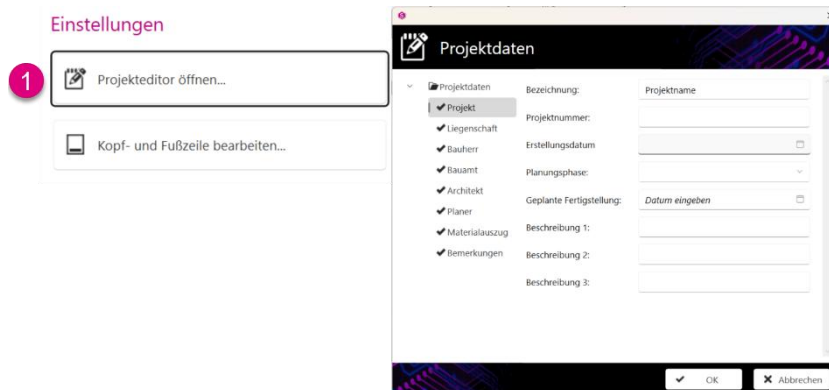 Einstellungen
1
Projekteditor öffnen...
Kopf- und Fußzeile bearbeiten...
Projektdaten
Projektdaten
Projekt
Liegenschaft
Bauherr
Bauamt
Architekt
Planer
Materialauszug
Bemerkungen
Bezeichnung: Projektname
Projektnummer:
Erstellungsdatum
Planungsphase:
Geplante Fertigstellung: Datum eingeben
Beschreibung 1:
Beschreibung 2:
Beschreibung 3:
OK
Abbrechen